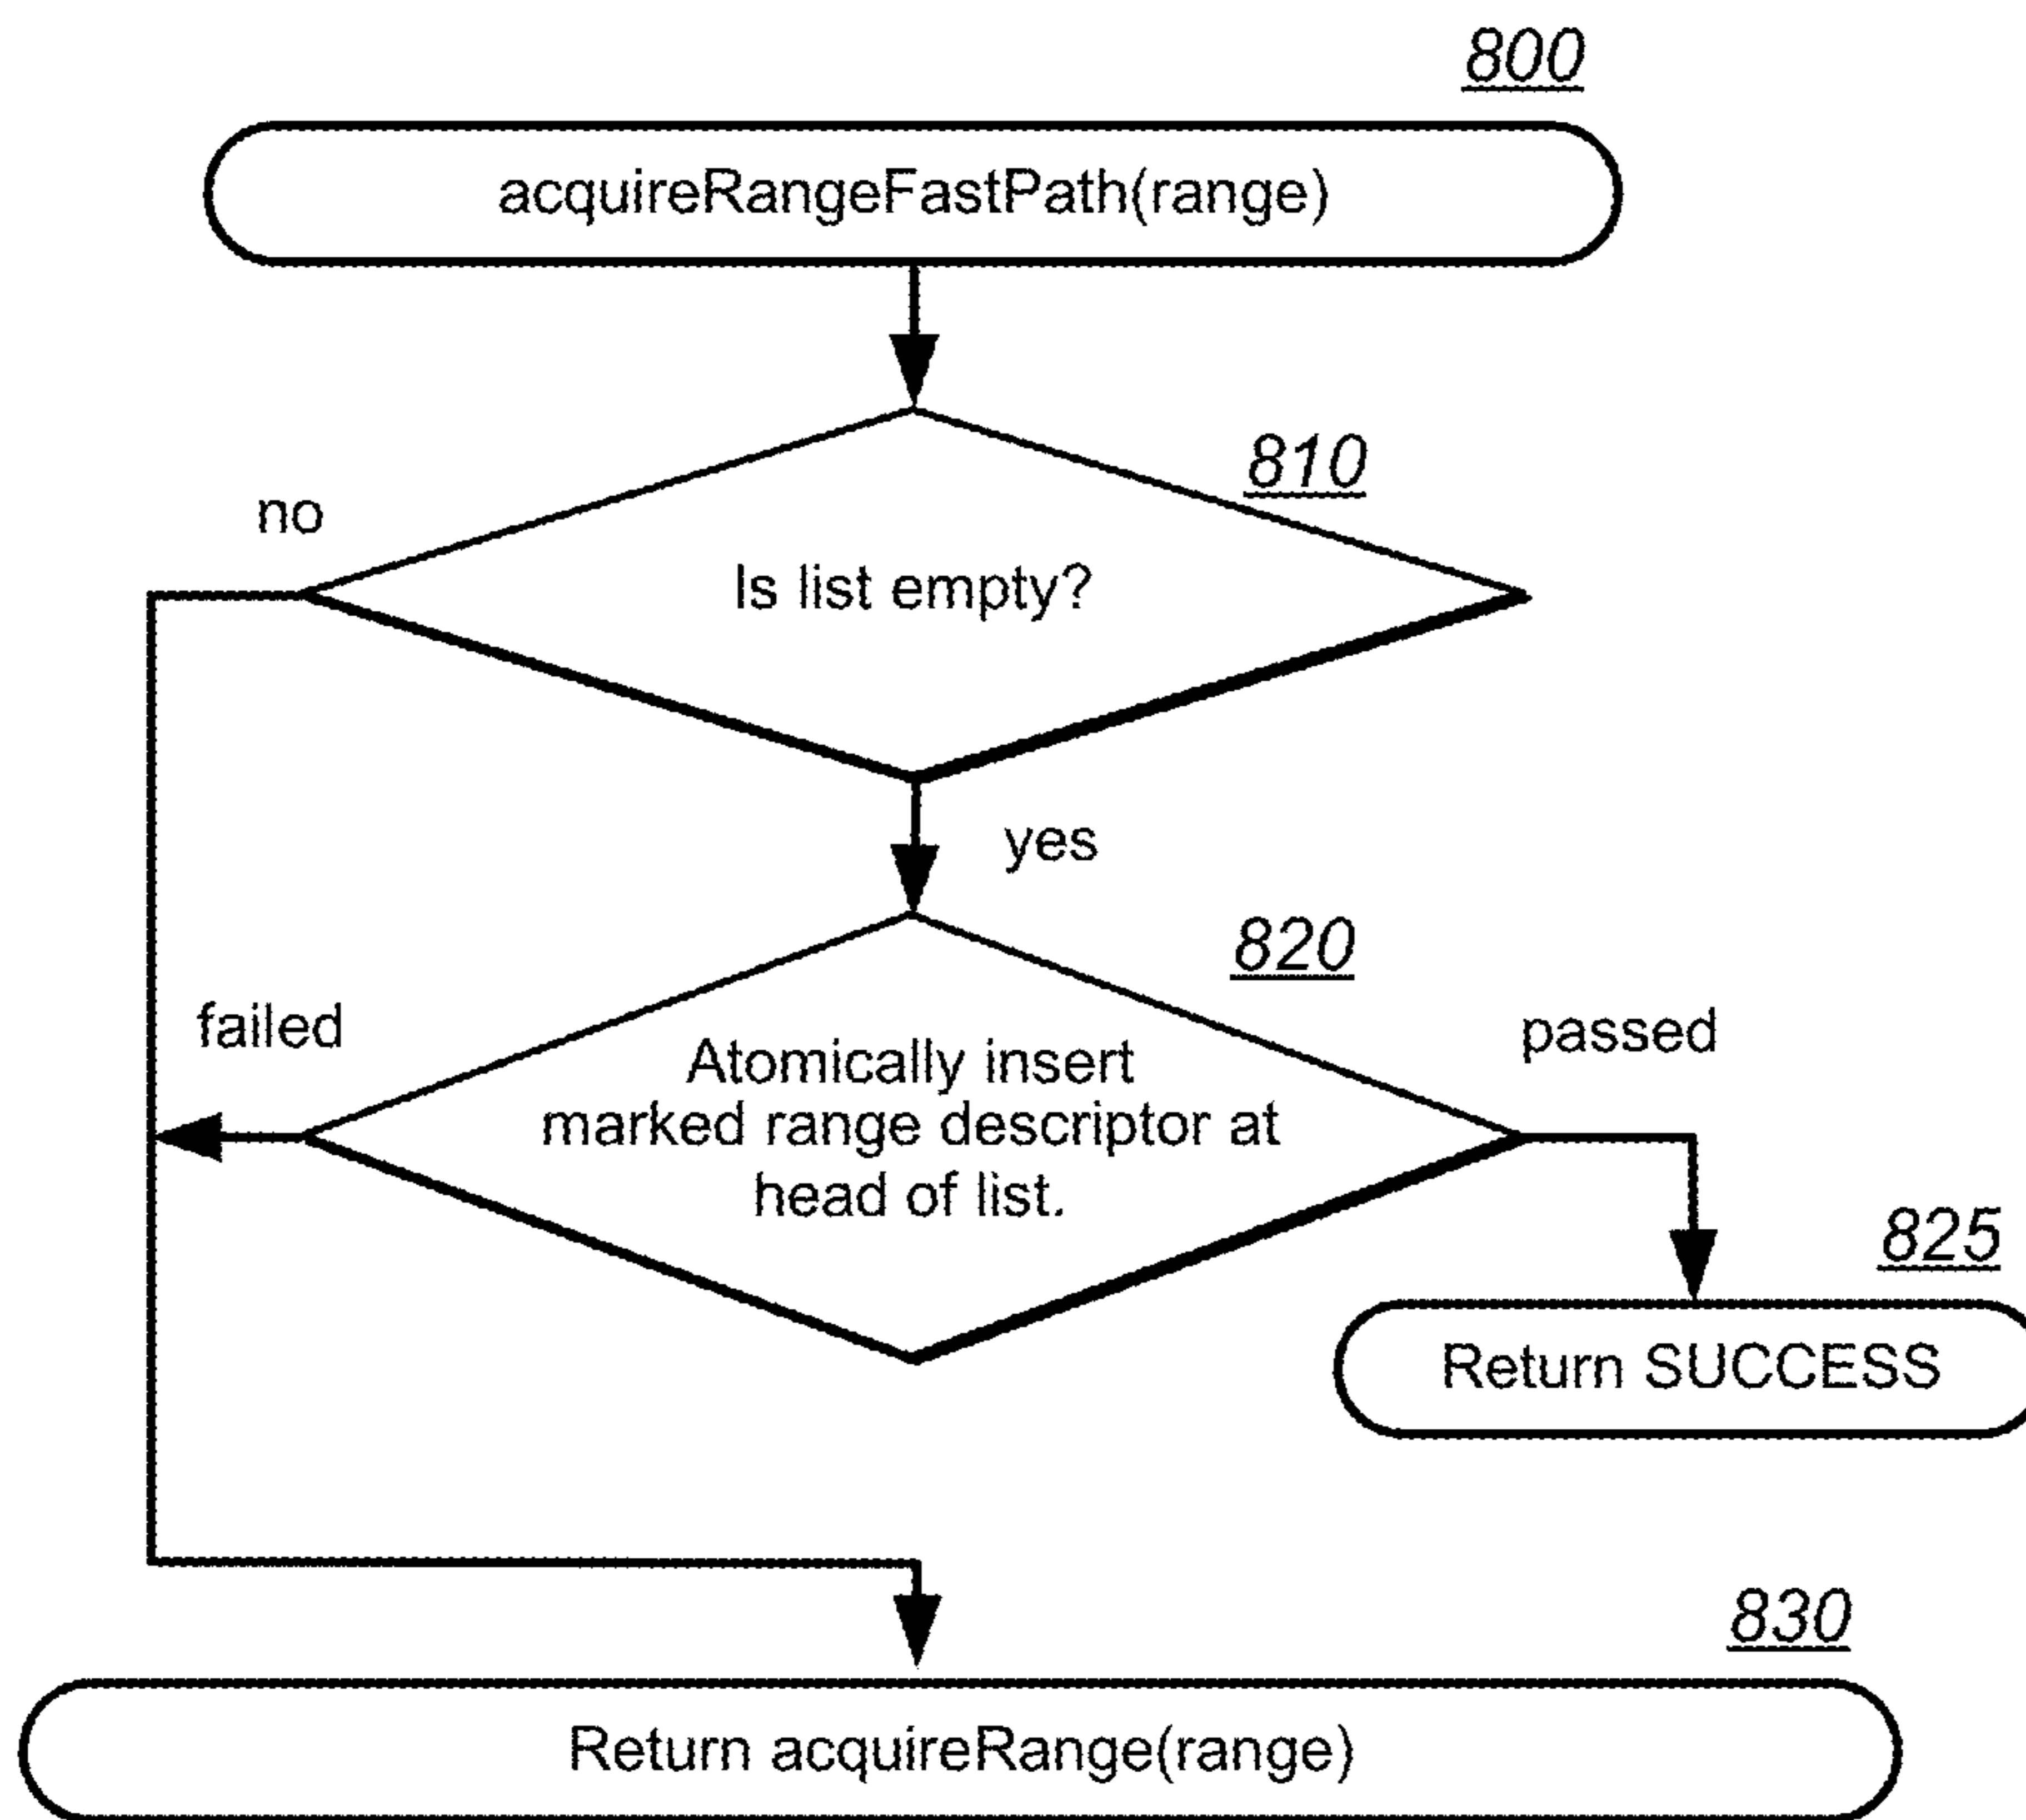 800
acquireRangeFastPath(range)
810
no
Is list empty?
yes
820
failed
passed
Atomically insert
marked range descriptor at
head of list.
825
Return SUCCESS
830
Return acquireRange(range)